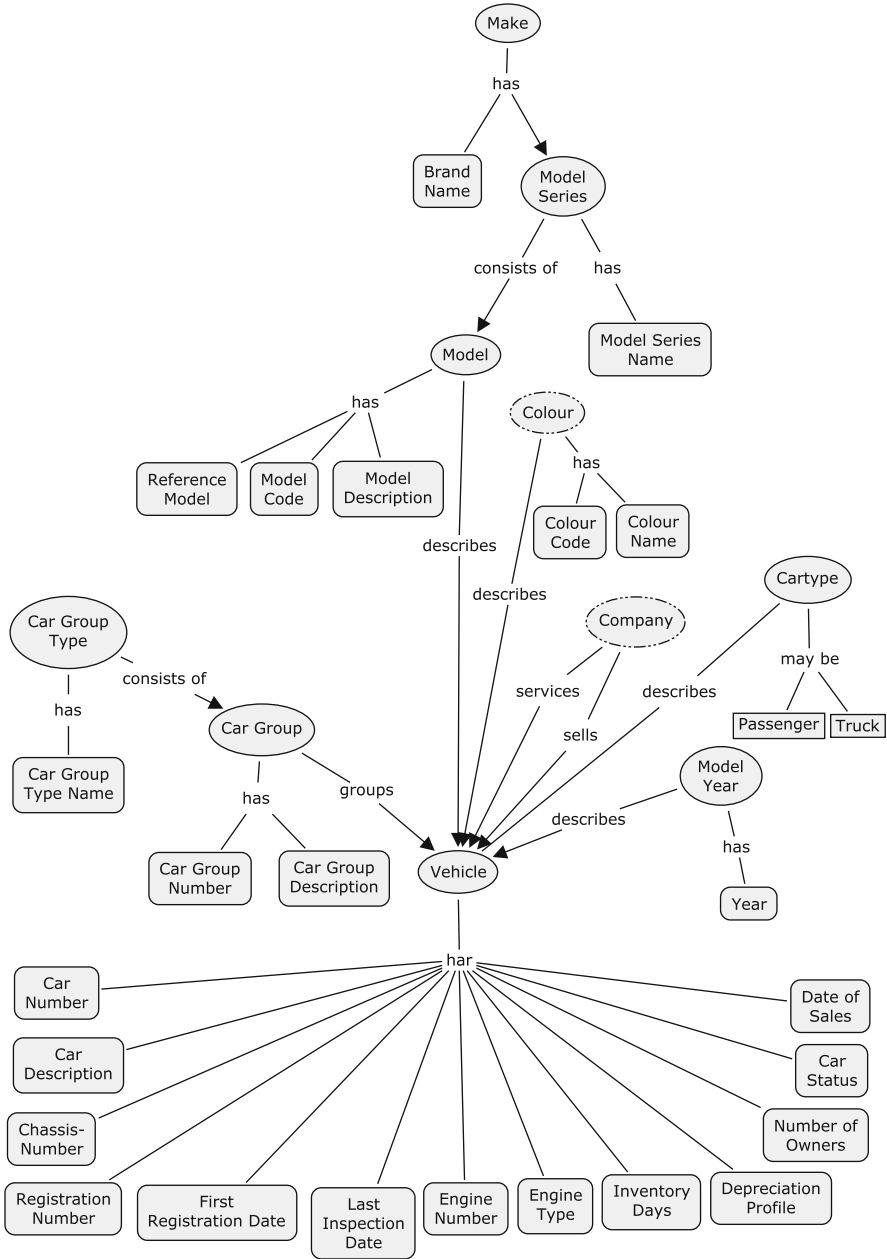 Make
has
Brand
Name
Model
Series
consists of
has
Model
Model Series
Name
has
Colour
has
Reference
Model
Model
Code
Model
Description
Colour
Code
Colour
Name
describes
describes
Cartype
Car Group
Type
Company
may be
consists of
services
describes
has
sells
Passenger
Truck
Car Group
Car Group
Type Name
Model
Year
groups
has
describes
has
Car Group
Number
Car Group
Description
Vehicle
Year
har
Car
Number
Date of
Sales
Car
Description
Car
Status
Chassis-
Number
Number of
Owners
Registration
Number
First
Registration Date
Last
Inspection
Date
Engine
Number
Engine
Type
Inventory
Days
Depreciation
Profile